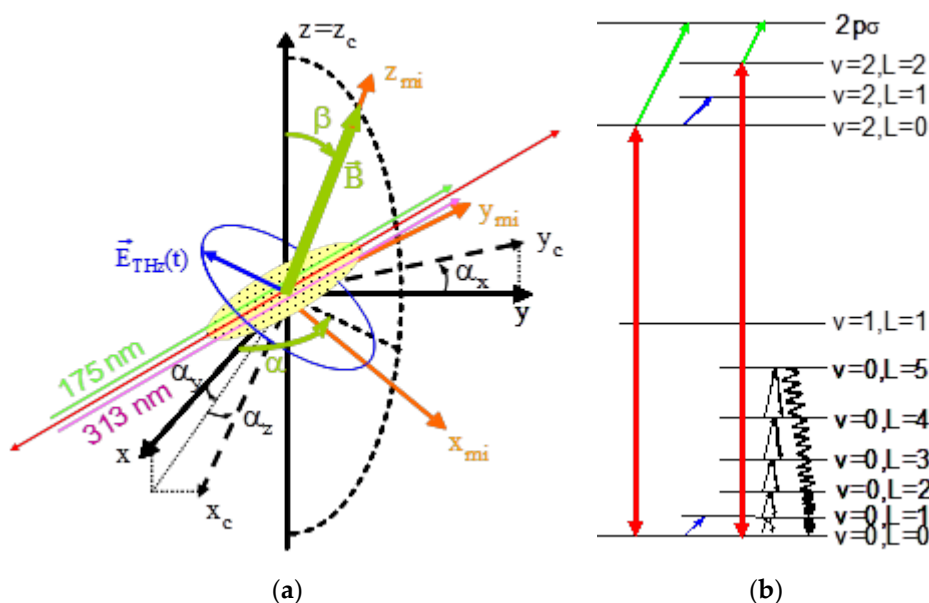 z=z_c
z_mi
β
B⃗
y_mi
y_c
E⃗_THz(t)
α_x
y
175 nm
α
α_y
313 nm
α_z
x
x_mi
x_c
(a)
2pσ
v=2,L=2
v=2,L=1
v=2,L=0
v=1,L=1
v=0,L=5
v=0,L=4
v=0,L=3
v=0,L=2
v=0,L=1
v=0,L=0
(b)